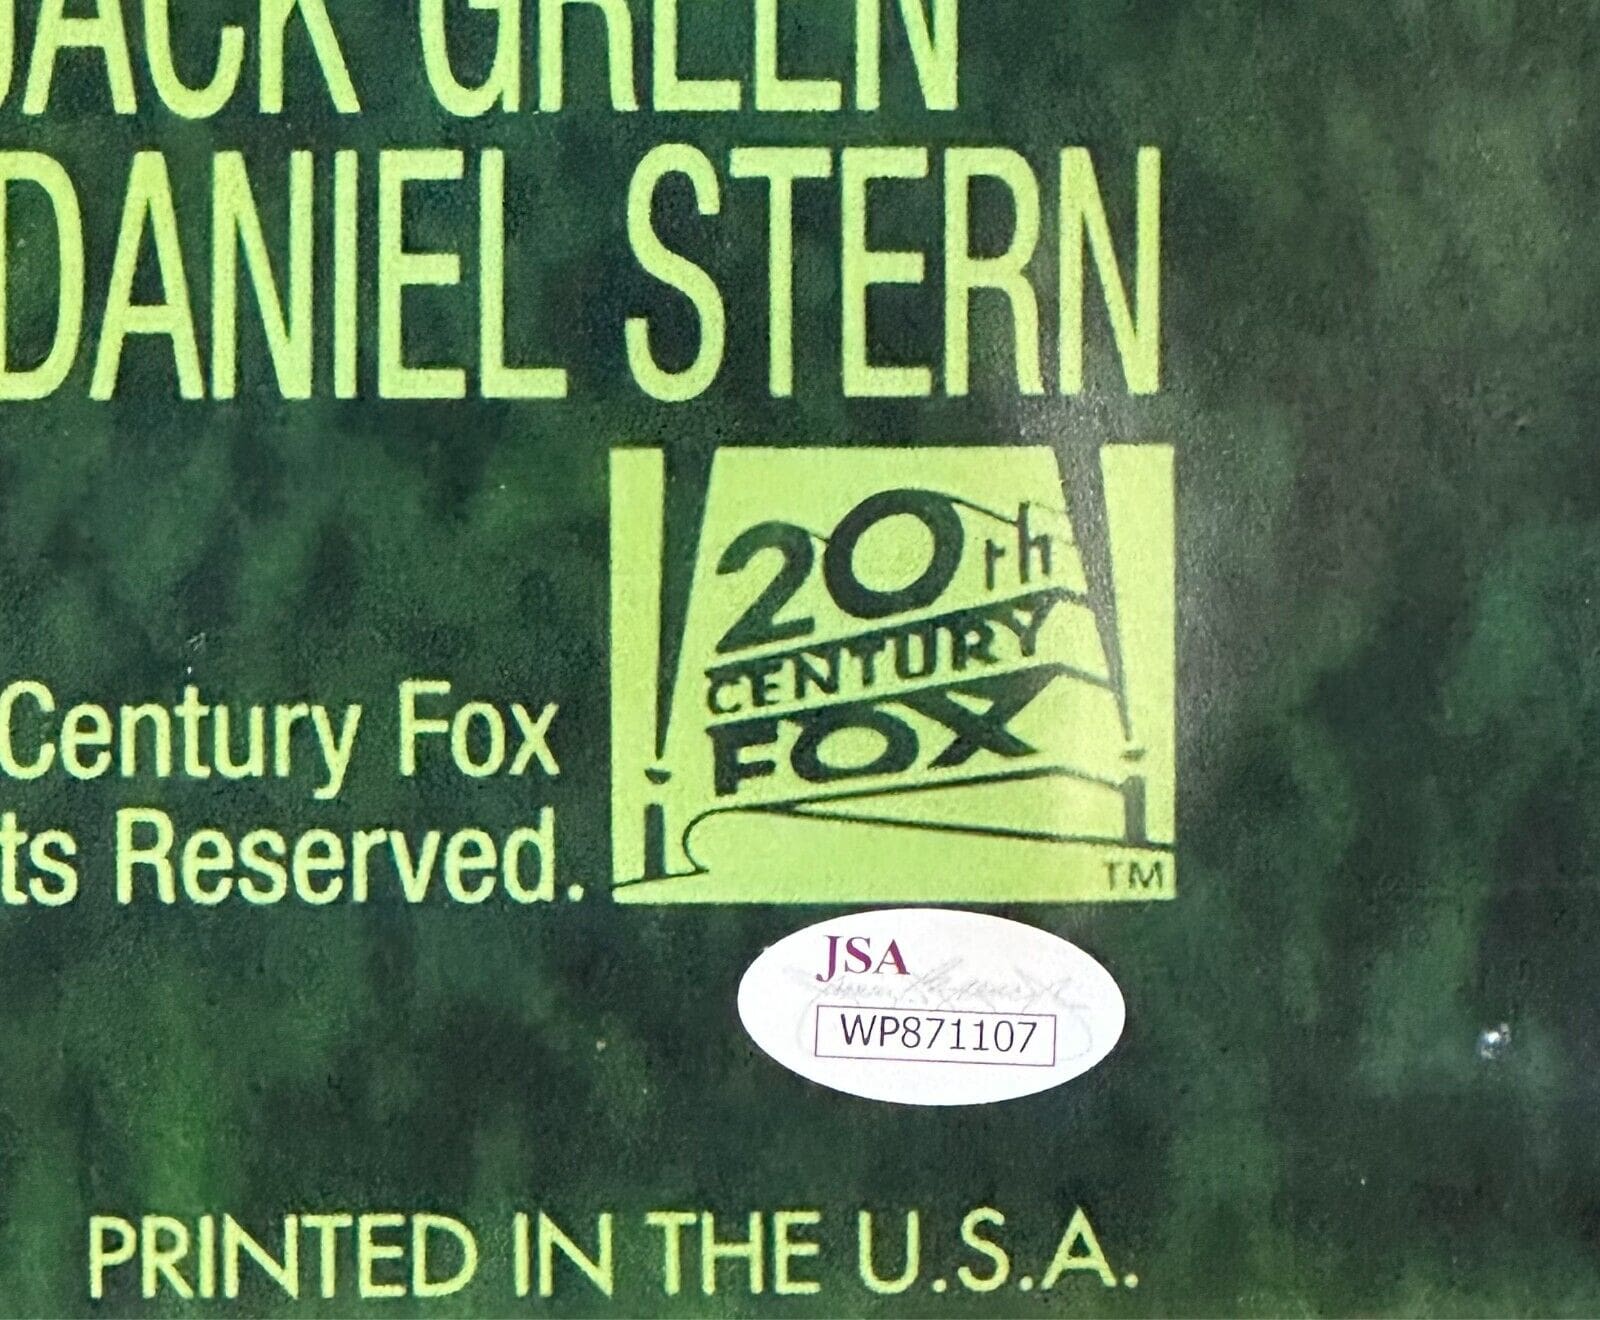 JACK GREEN
DANIEL STERN
20th
CENTURY
FOX
Century Fox
ts Reserved.
TM
JSA
WP871107
PRINTED IN THE U.S.A.